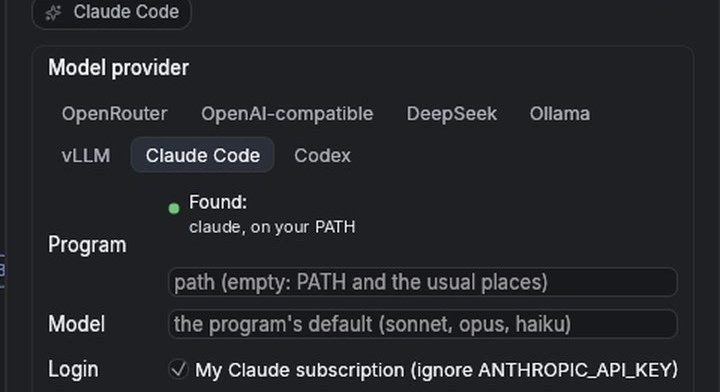 Claude Code
Model provider
OpenRouter OpenAI-compatible DeepSeek Ollama
vLLM Claude Code Codex
Found:
claude, on your PATH
Program
path (empty: PATH and the usual places)
Model the program's default (sonnet, opus, haiku)
Login My Claude subscription (ignore ANTHROPIC_API_KEY)